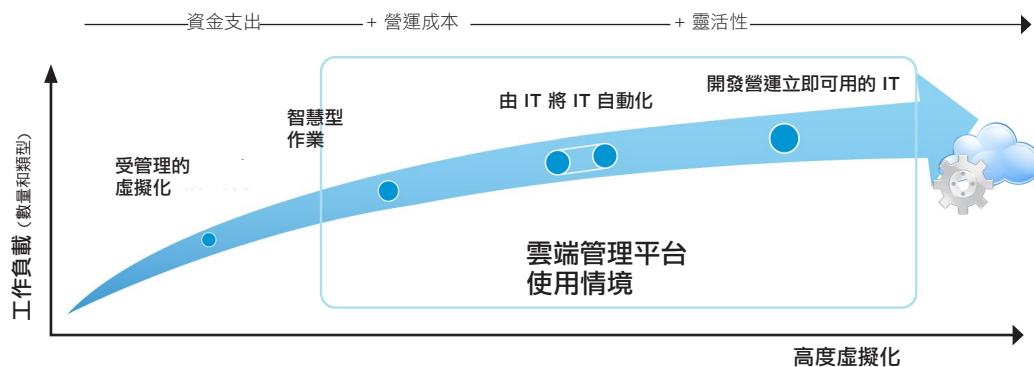 資金支出
+ 營運成本
+ 靈活性
開發營運立即可用的 IT
由 IT 將 IT 自動化
智慧型
作業
受管理的
虛擬化
工作負載 (數量和類型)
雲端管理平台
使用情境
高度虛擬化